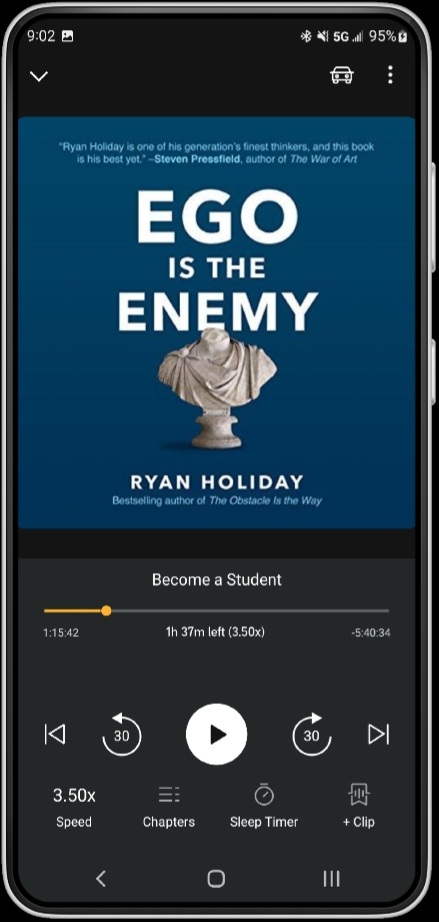 9:02 5G 95%
"Ryan Holiday is one of his generation's finest thinkers, and this book
is his best yet." –Steven Pressfield, author of The War of Art
EGO
IS THE
ENEMY
RYAN HOLIDAY
Bestselling author of The Obstacle Is the Way
Become a Student
1:15:42 1h 37m left (3.50x) -5:40:34
30 30
3.50x
Speed Chapters Sleep Timer + Clip